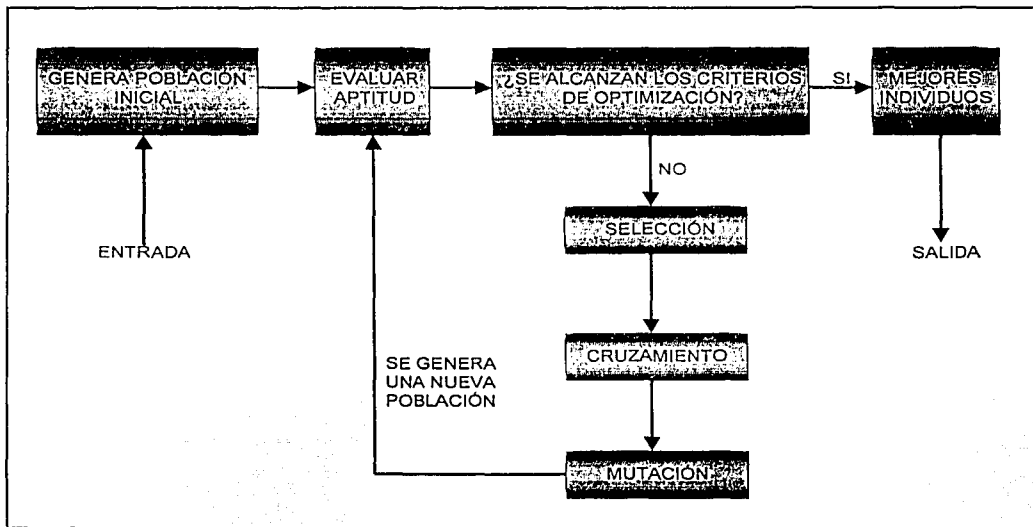 GENERA POBLACIÓN
INICIAL
EVALUAR
APTITUD
¿SE ALCANZAN LOS CRITERIOS
DE OPTIMIZACIÓN?
SI
MEJORES
INDIVIDUOS
NO
ENTRADA
SELECCIÓN
SALIDA
CRUZAMIENTO
SE GENERA
UNA NUEVA
POBLACIÓN
MUTACIÓN